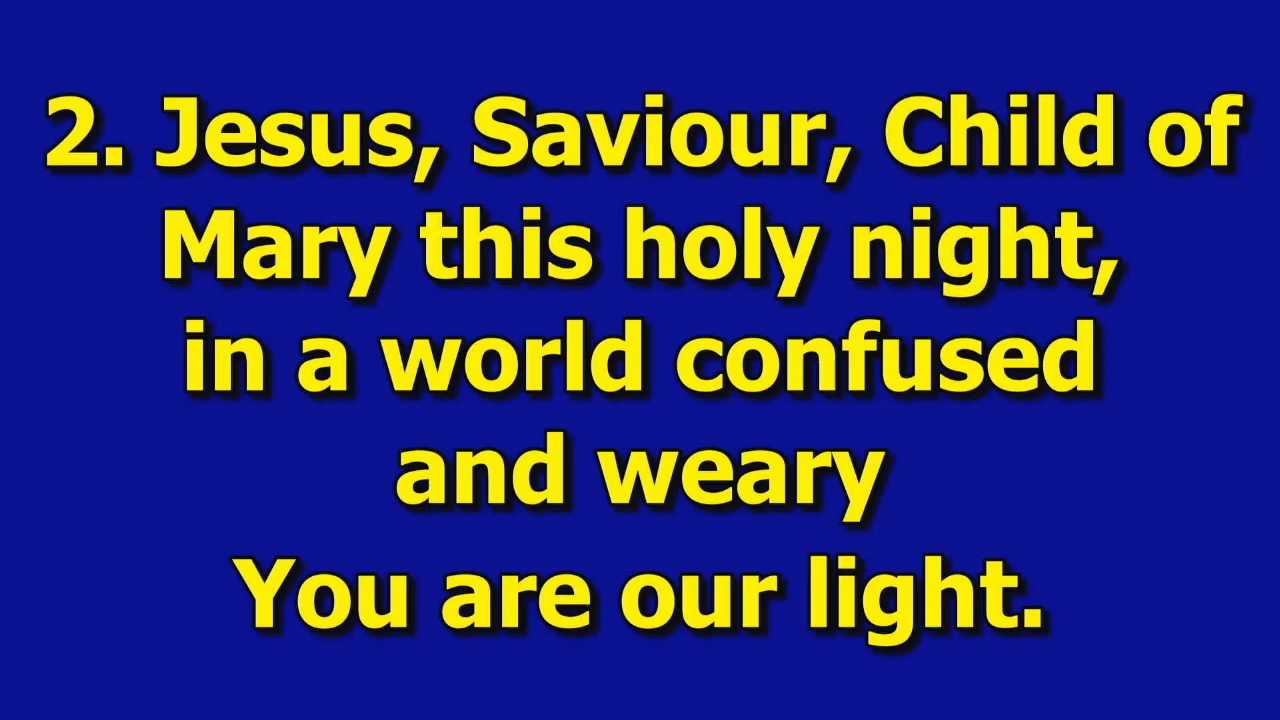 2. Jesus, Saviour, Child of
Mary this holy night,
in a world confused
and weary
You are our light.